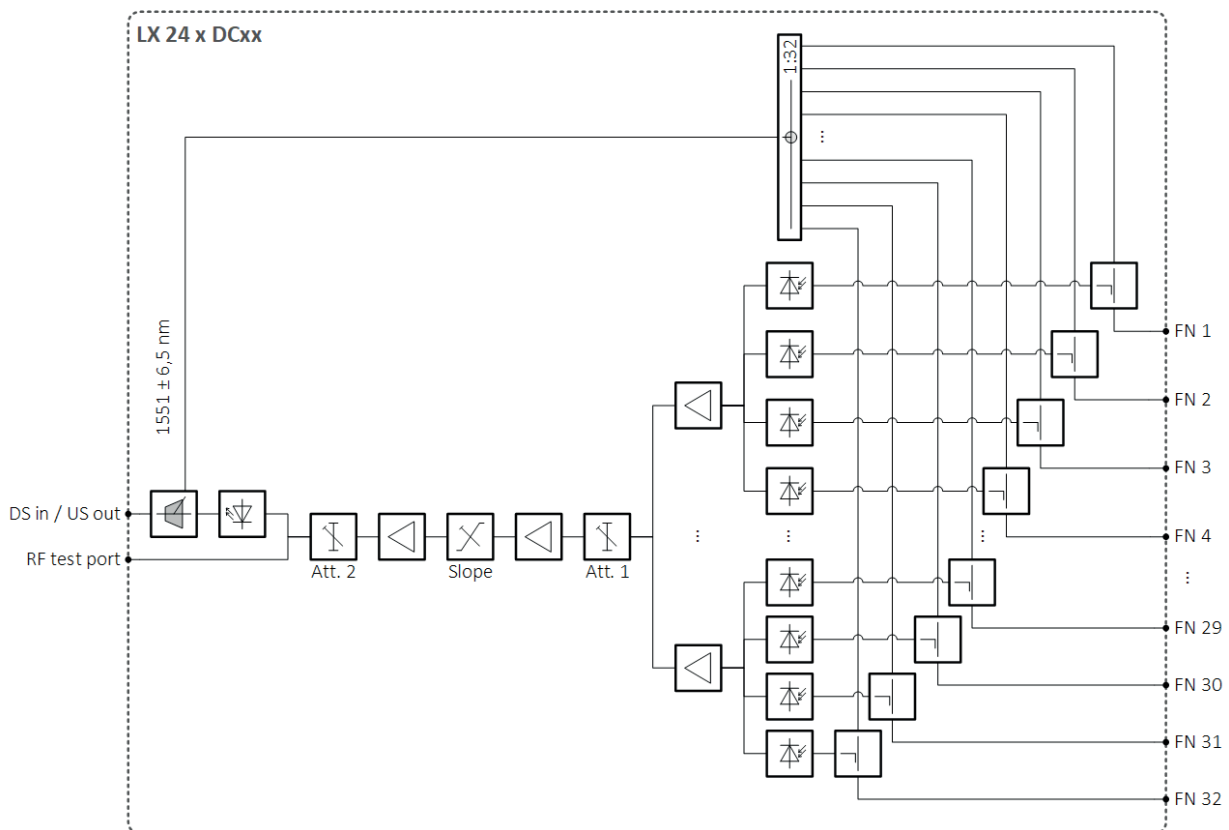 LX 24 x DCxx
1:32
...
1551 ± 6,5 nm
FN 1
FN 2
FN 3
DS in / US out
FN 4
RF test port
Att. 2
Slope
Att. 1
...
...
...
...
FN 29
FN 30
FN 31
FN 32